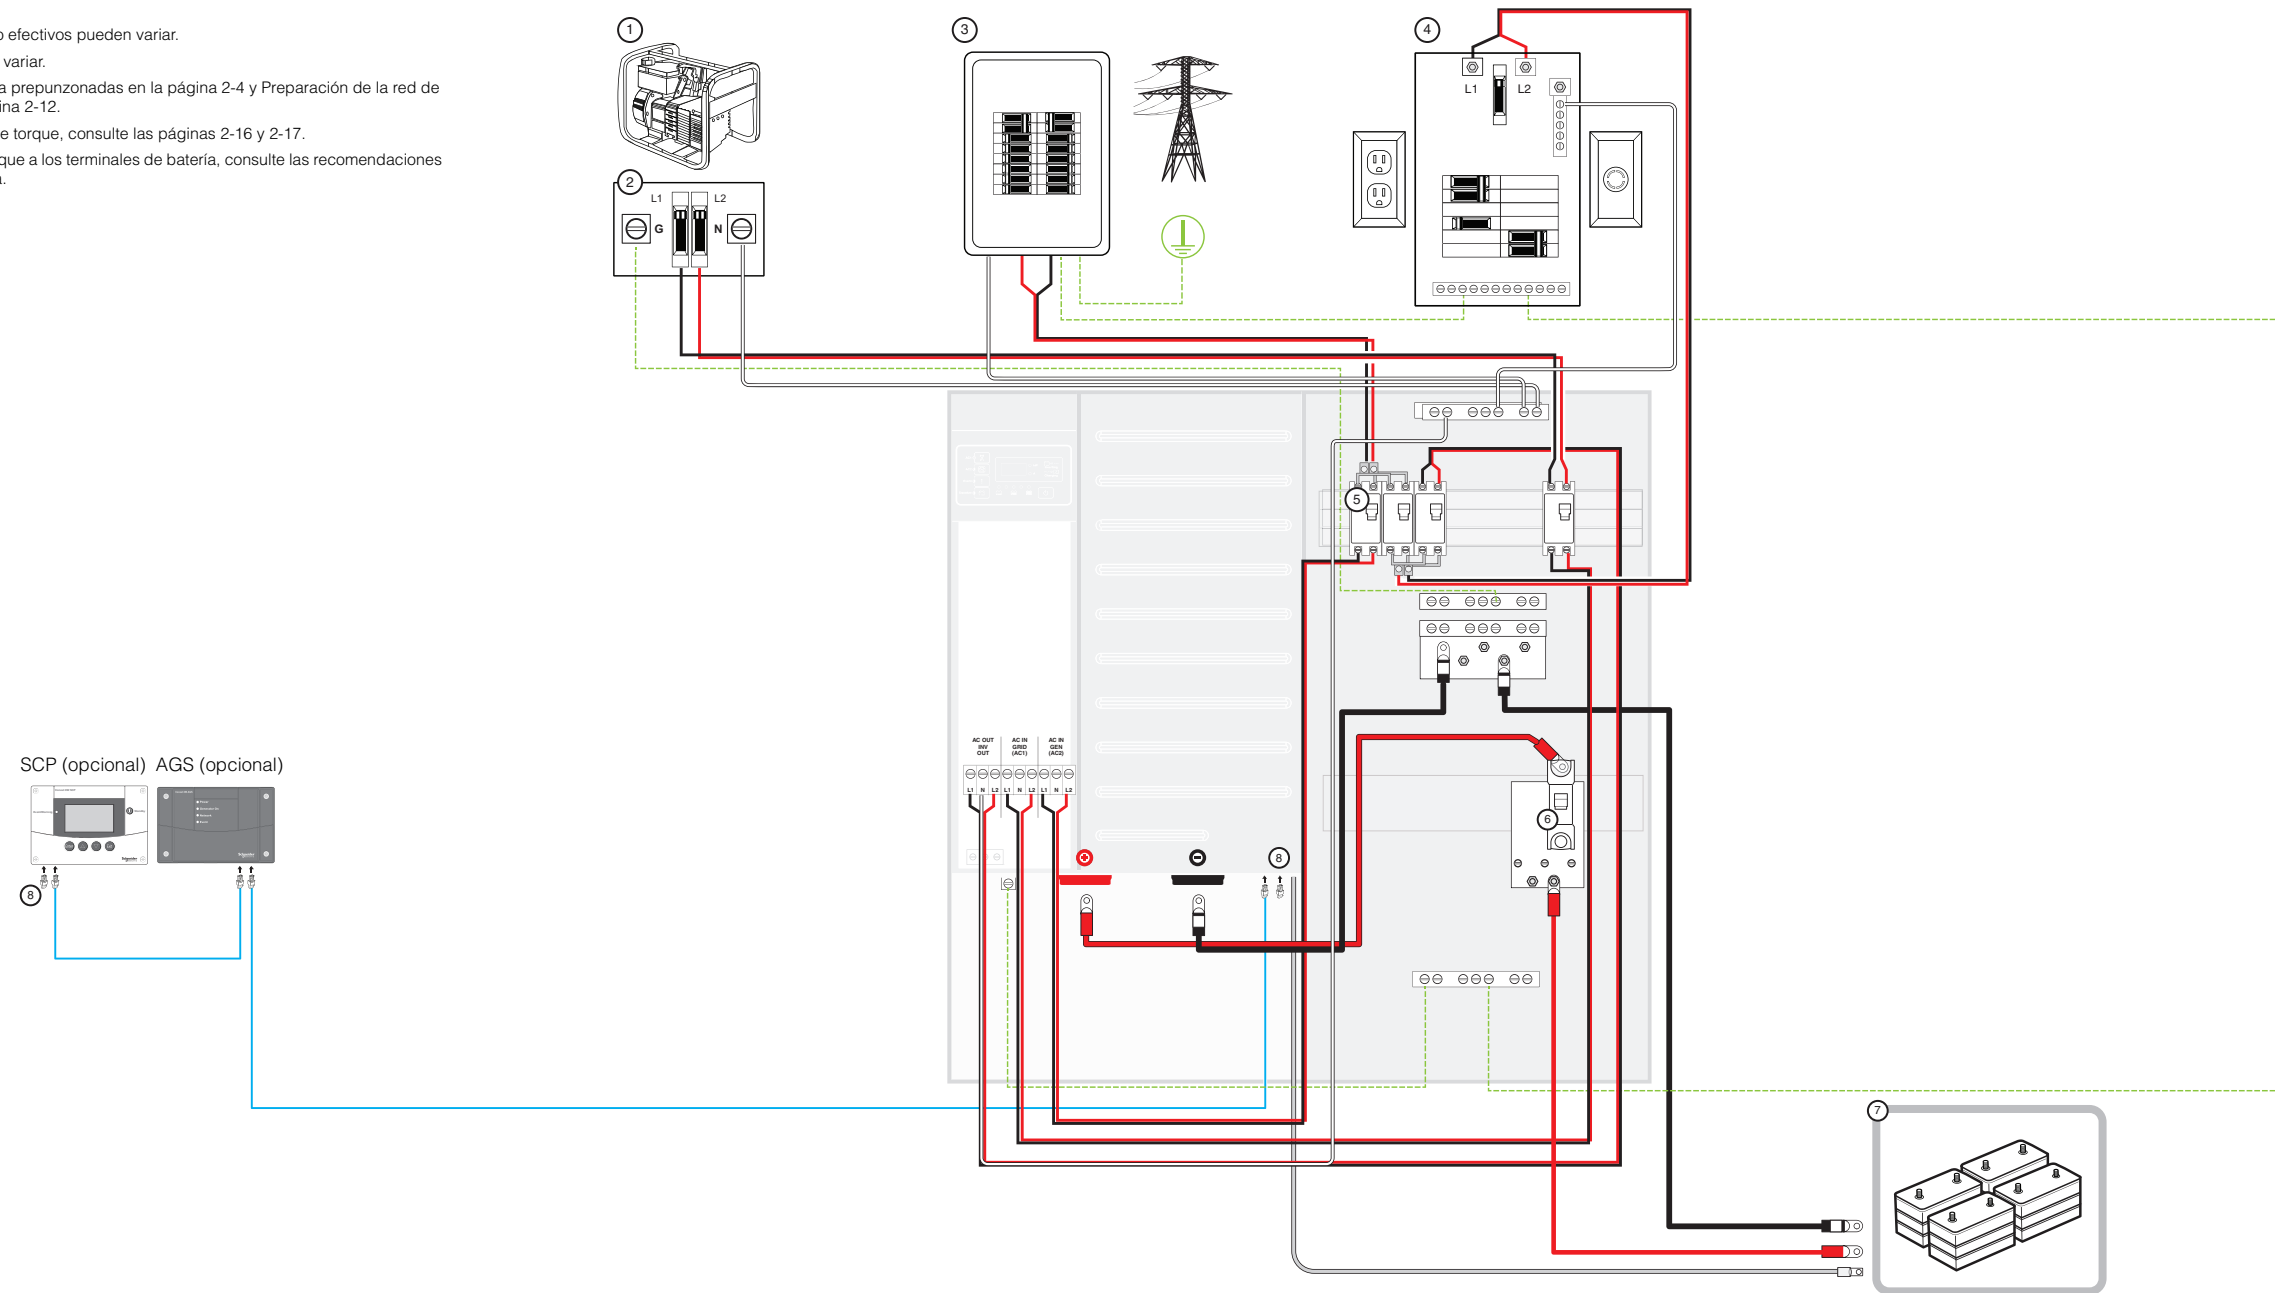 o efectivos pueden variar.
variar.
a prepunzonadas en la página 2-4 y Preparación de la red de
ina 2-12.
e torque, consulte las páginas 2-16 y 2-17.
que a los terminales de batería, consulte las recomendaciones
a.
1
2
L1 L2
G N
3
4
L1 L2
5
6
7
8
8
SCP (opcional) AGS (opcional)
AC OUT
INV
OUT
AC IN
GRID
(AC1)
AC IN
GEN
(AC2)
L1 N L2 L1 N L2 L1 N L2